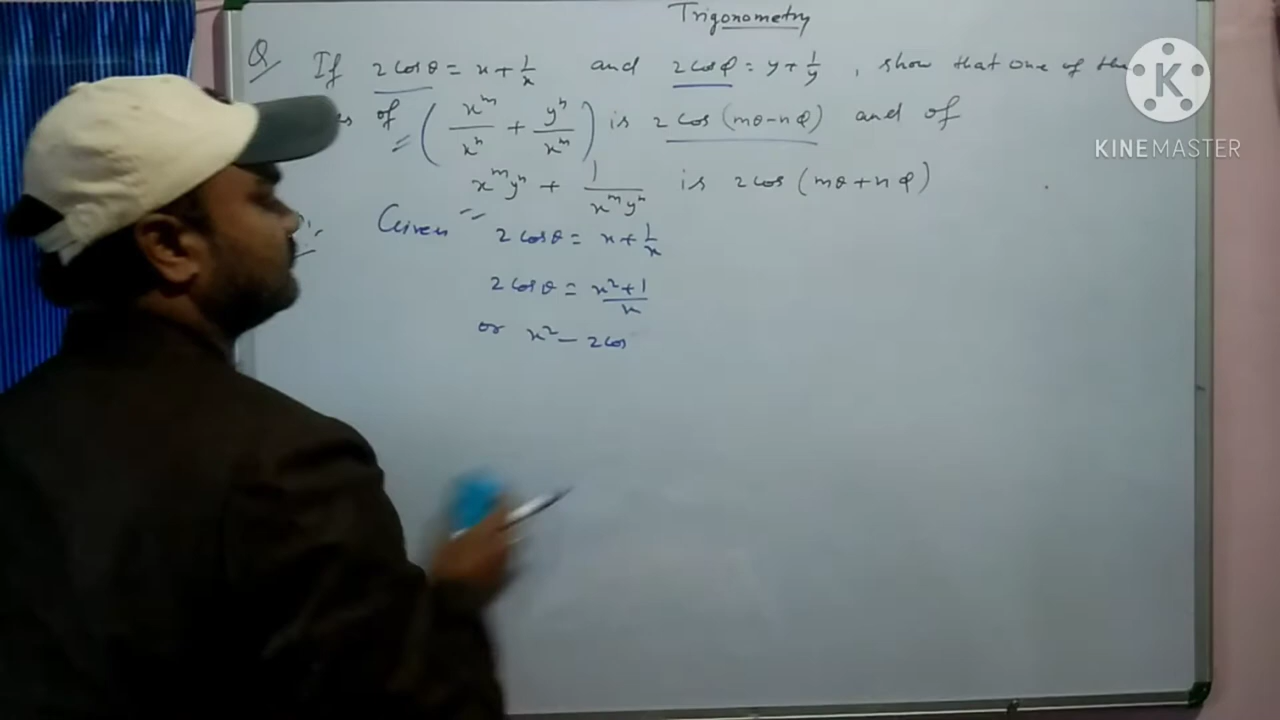 Trigonometry
Q If 2cosθ = x + 1/x and 2cosφ = y + 1/y , show that one of the
of (x^m/x^n + y^n/x^m) is 2cos(mθ-nφ) and of
x^m y^n + 1/(x^m y^n) is 2cos(mθ+nφ)
Given 2cosθ = x + 1/x
2cosθ = (x²+1)/x
or x² - 2cos
K
KINEMASTER